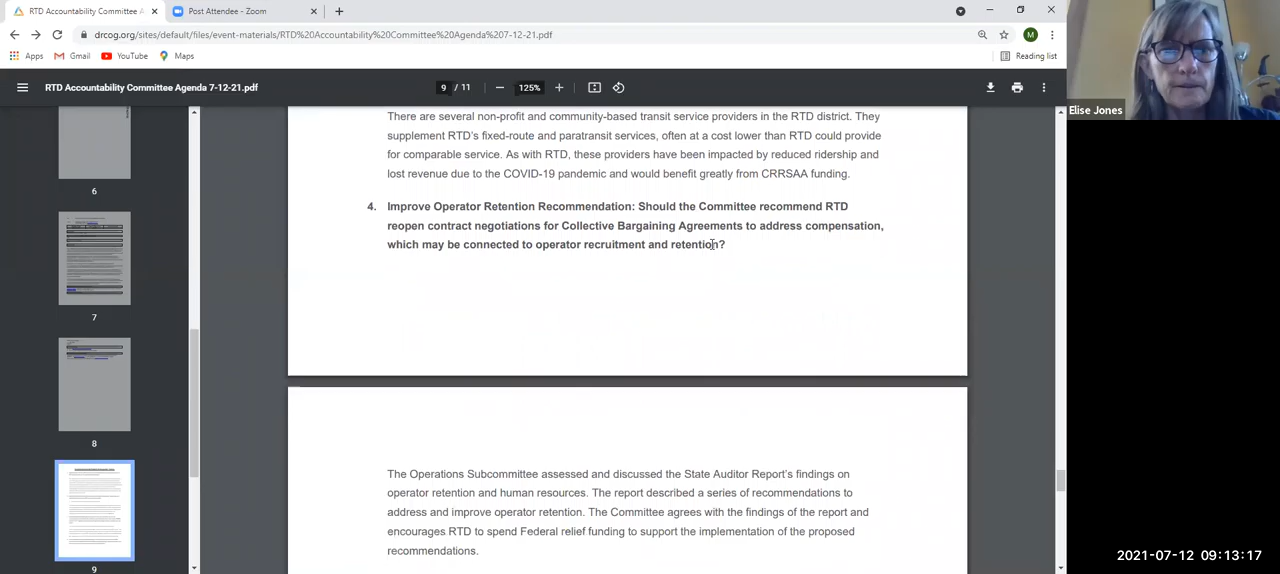 RTD Accountability Committee A
Post Attendee - Zoom
drcog.org/sites/default/files/event-materials/RTD%20Accountability%20Committee%20Agenda%207-12-21.pdf
M
Apps
Gmail
YouTube
Maps
Reading list
RTD Accountability Committee Agenda 7-12-21.pdf
9 / 11
125%
Elise Jones
6
7
8
9
There are several non-profit and community-based transit service providers in the RTD district. They
supplement RTD's fixed-route and paratransit services, often at a cost lower than RTD could provide
for comparable service. As with RTD, these providers have been impacted by reduced ridership and
lost revenue due to the COVID-19 pandemic and would benefit greatly from CRRSAA funding.
4. Improve Operator Retention Recommendation: Should the Committee recommend RTD
reopen contract negotiations for Collective Bargaining Agreements to address compensation,
which may be connected to operator recruitment and retention?
The Operations Subcommittee assessed and discussed the State Auditor Report's findings on
operator retention and human resources. The report described a series of recommendations to
address and improve operator retention. The Committee agrees with the findings of the report and
encourages RTD to spend Federal relief funding to support the implementation of the proposed
recommendations.
2021-07-12 09:13:17